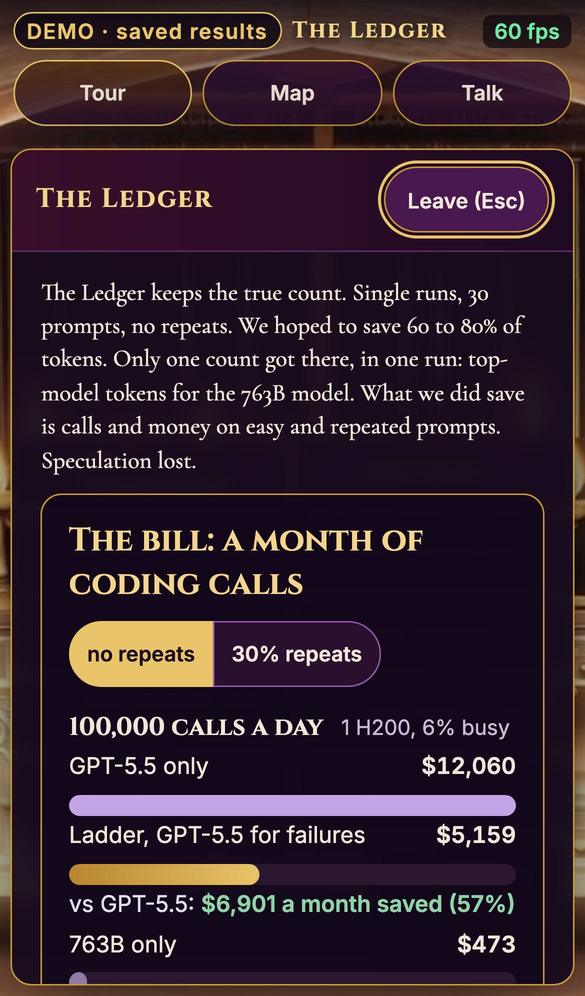 DEMO · saved results
The Ledger
60 fps
Tour
Map
Talk
The Ledger
Leave (Esc)
The Ledger keeps the true count. Single runs, 30
prompts, no repeats. We hoped to save 60 to 80% of
tokens. Only one count got there, in one run: top-
model tokens for the 763B model. What we did save
is calls and money on easy and repeated prompts.
Speculation lost.
The bill: a month of
coding calls
no repeats
30% repeats
100,000 calls a day 1 H200, 6% busy
GPT-5.5 only $12,060
Ladder, GPT-5.5 for failures $5,159
vs GPT-5.5: $6,901 a month saved (57%)
763B only $473